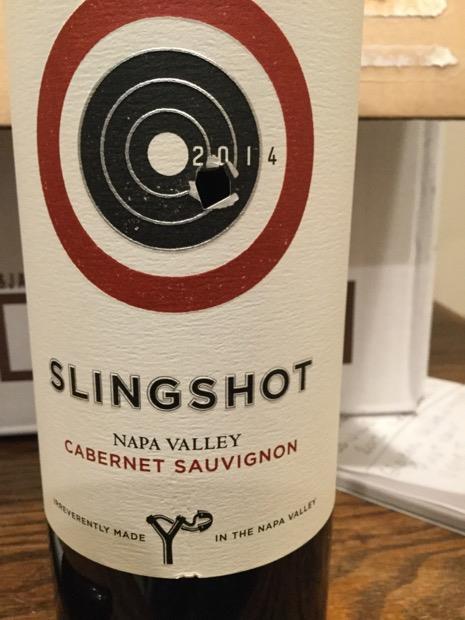 2014
SLINGSHOT
NAPA VALLEY
CABERNET SAUVIGNON
IRREVERENTLY MADE IN THE NAPA VALLEY